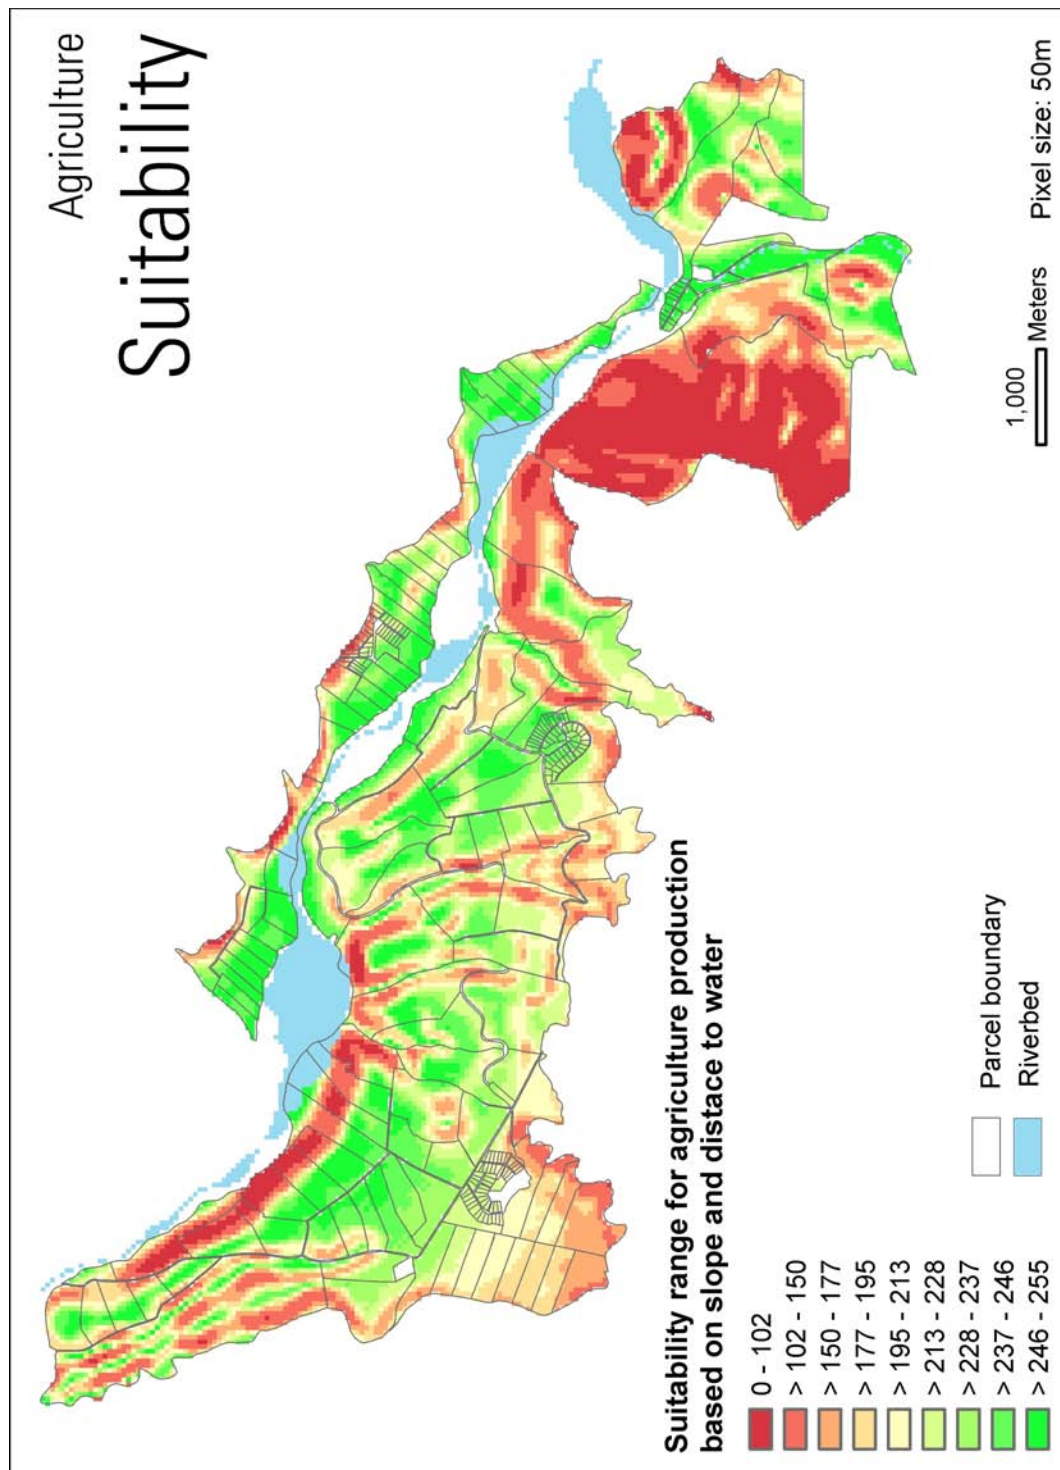 Agriculture
Suitability
Suitability range for agriculture production
based on slope and distace to water
0 - 102
> 102 - 150
> 150 - 177
> 177 - 195
> 195 - 213
> 213 - 228
> 228 - 237
> 237 - 246
> 246 - 255
Parcel boundary
Riverbed
1,000
Meters
Pixel size: 50m